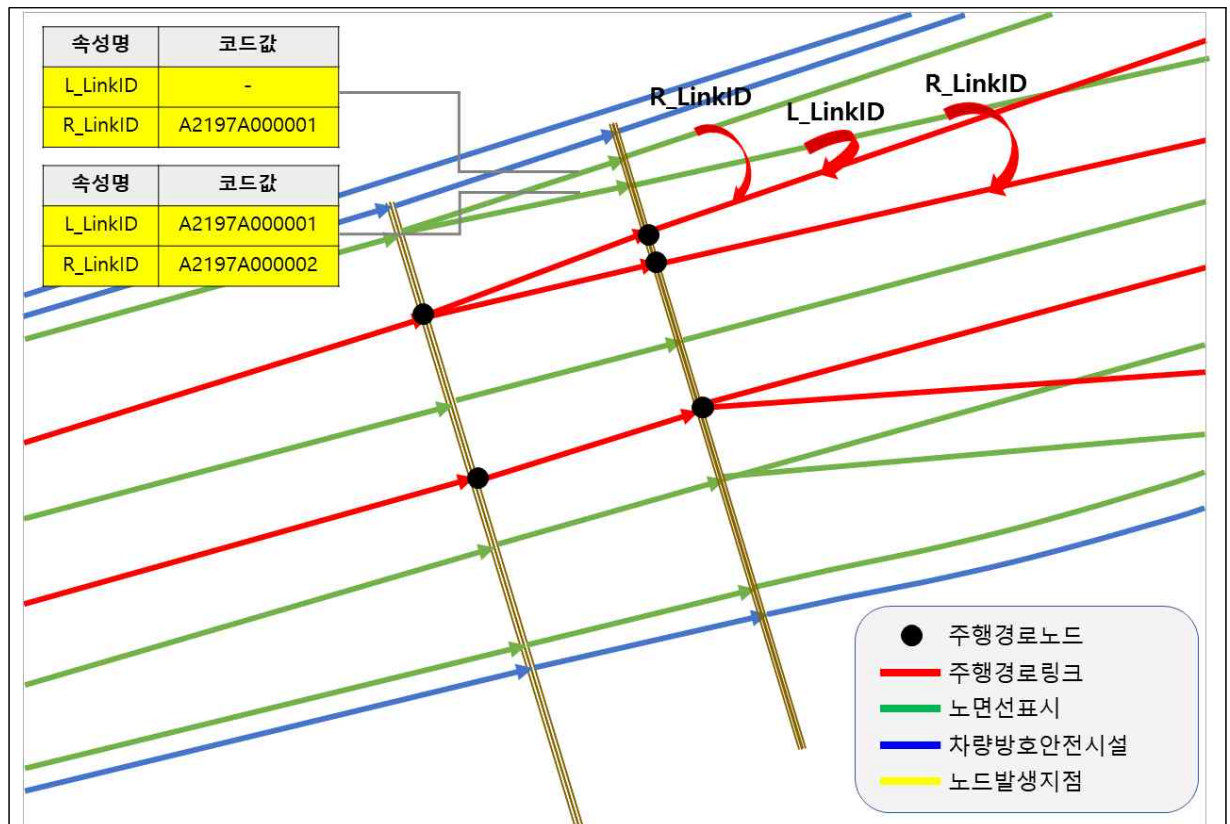 속성명 코드값
L_LinkID -
R_LinkID A2197A000001
속성명 코드값
L_LinkID A2197A000001
R_LinkID A2197A000002
R_LinkID
L_LinkID
R_LinkID
주행경로노드
주행경로링크
노면선표시
차량방호안전시설
노드발생지점